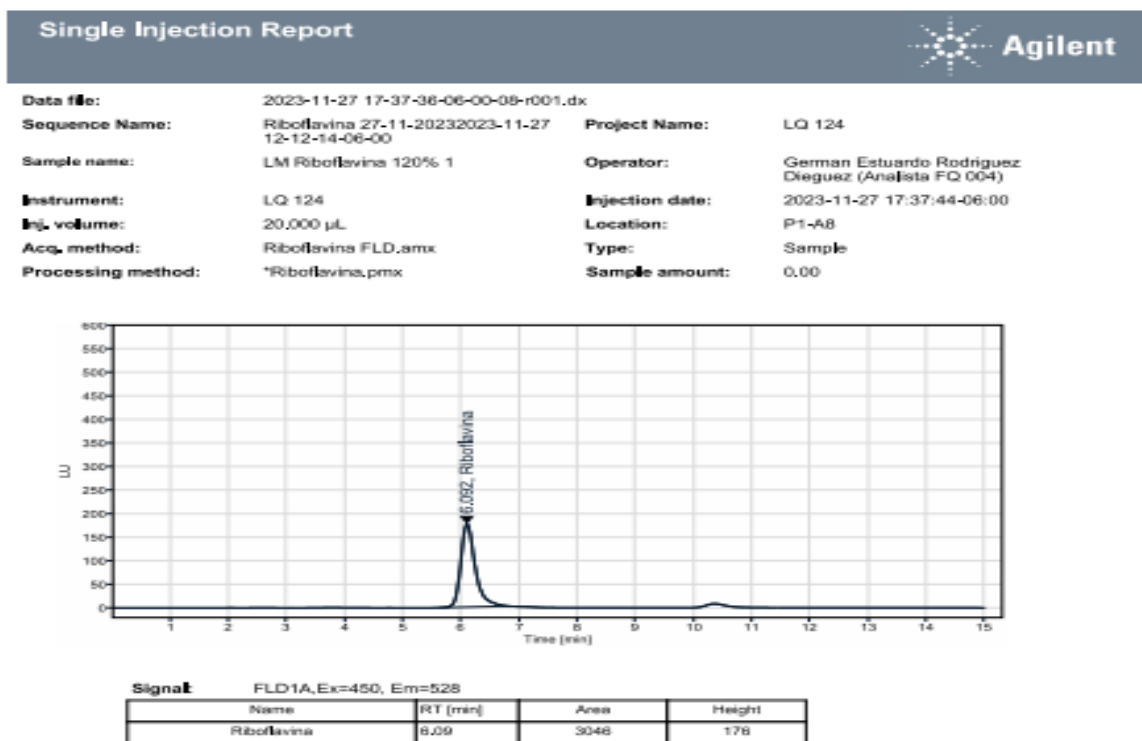 Single Injection Report
Agilent
Data file: 2023-11-27 17-37-36-06-00-08-r001.dx
Sequence Name: Riboflavina 27-11-20232023-11-27 Project Name: LQ 124
12-12-14-06-00
Sample name: LM Riboflavina 120% 1 Operator: German Estuardo Rodriguez
Dieguez (Analista FQ 004)
Instrument: LQ 124 Injection date: 2023-11-27 17:37:44-06:00
Inj. volume: 20.000 µL Location: P1-A8
Acq. method: Riboflavina FLD.amx Type: Sample
Processing method: *Riboflavina.pmx Sample amount: 0.00
600
550
500
450
400
350
300
250
200
150
100
50
0
LU
6.092, Riboflavina
1 2 3 4 5 6 7 8 9 10 11 12 13 14 15
Time [min]
Signal: FLD1A,Ex=450, Em=528
Name RT [min] Area Height
Riboflavina 6.09 3046 176